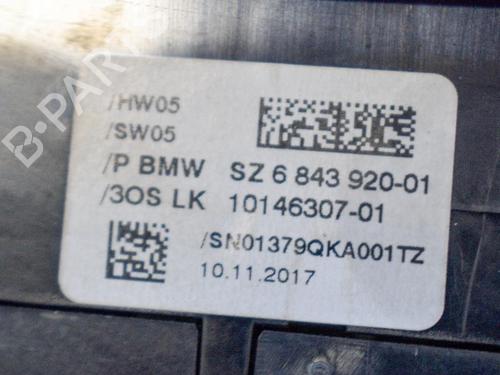 B-PARTS
/HW05
/SW05
/P BMW SZ 6 843 920-01
/3OS LK 10146307-01
/SN01379QKA001TZ
10.11.2017